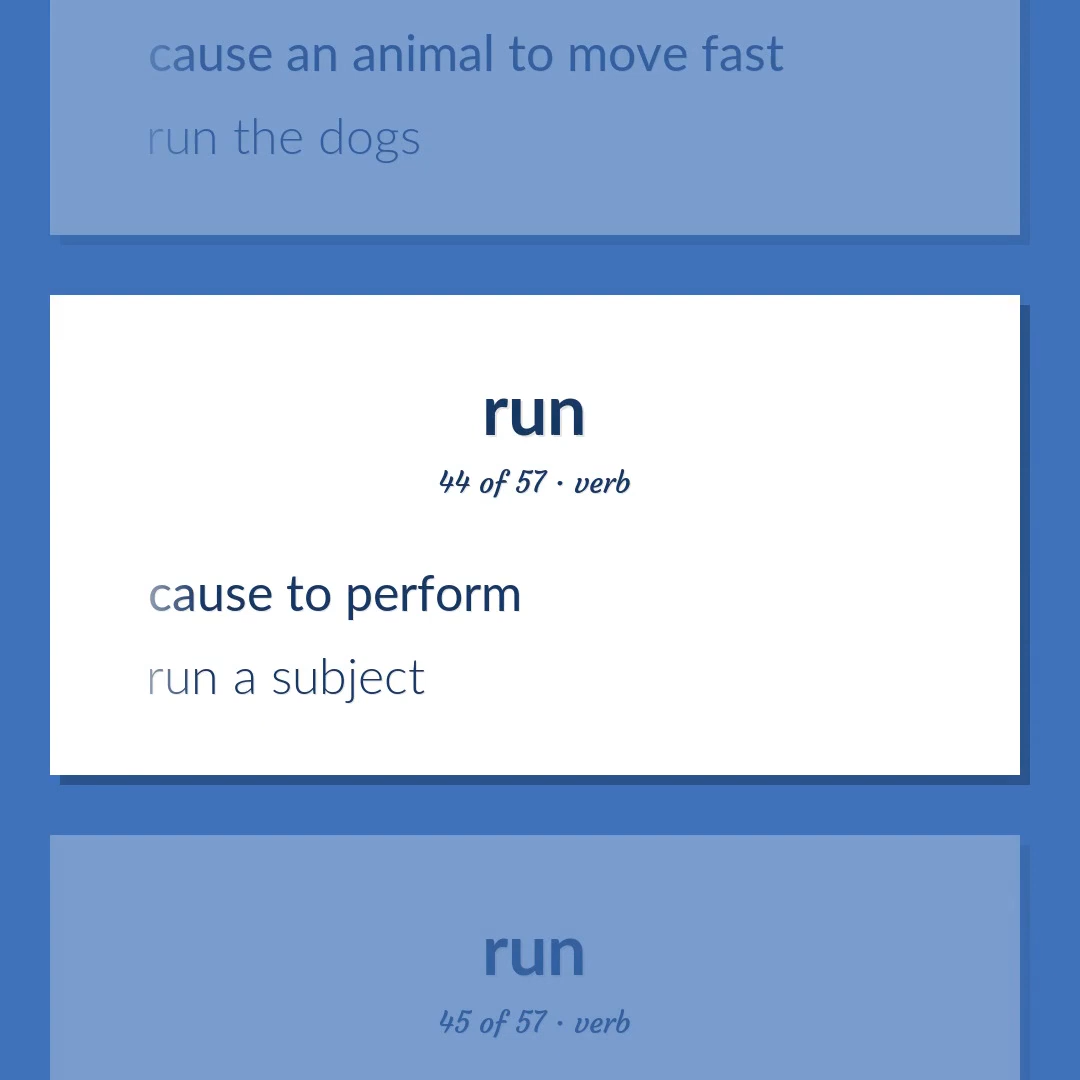 cause an animal to move fast
run the dogs
run
44 of 57 · verb
cause to perform
run a subject
run
45 of 57 · verb